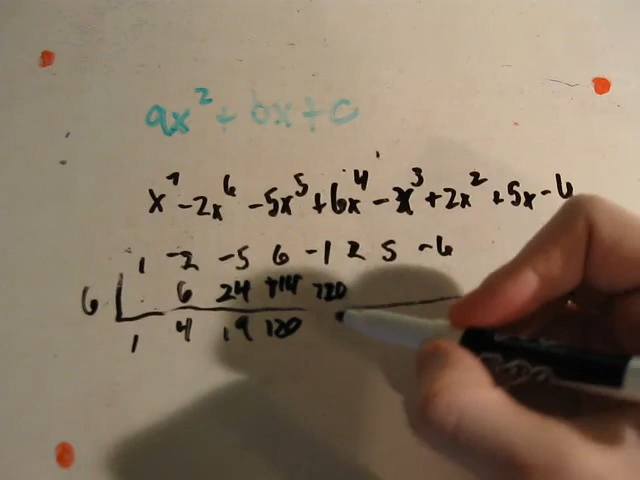 ax² + bx + c
x⁷ - 2x⁶ - 5x⁵ + 6x⁴ - x³ + 2x² + 5x - 6
1 -2 -5 6 -1 2 5 -6
6 6 24 114 720
1 4 19 120